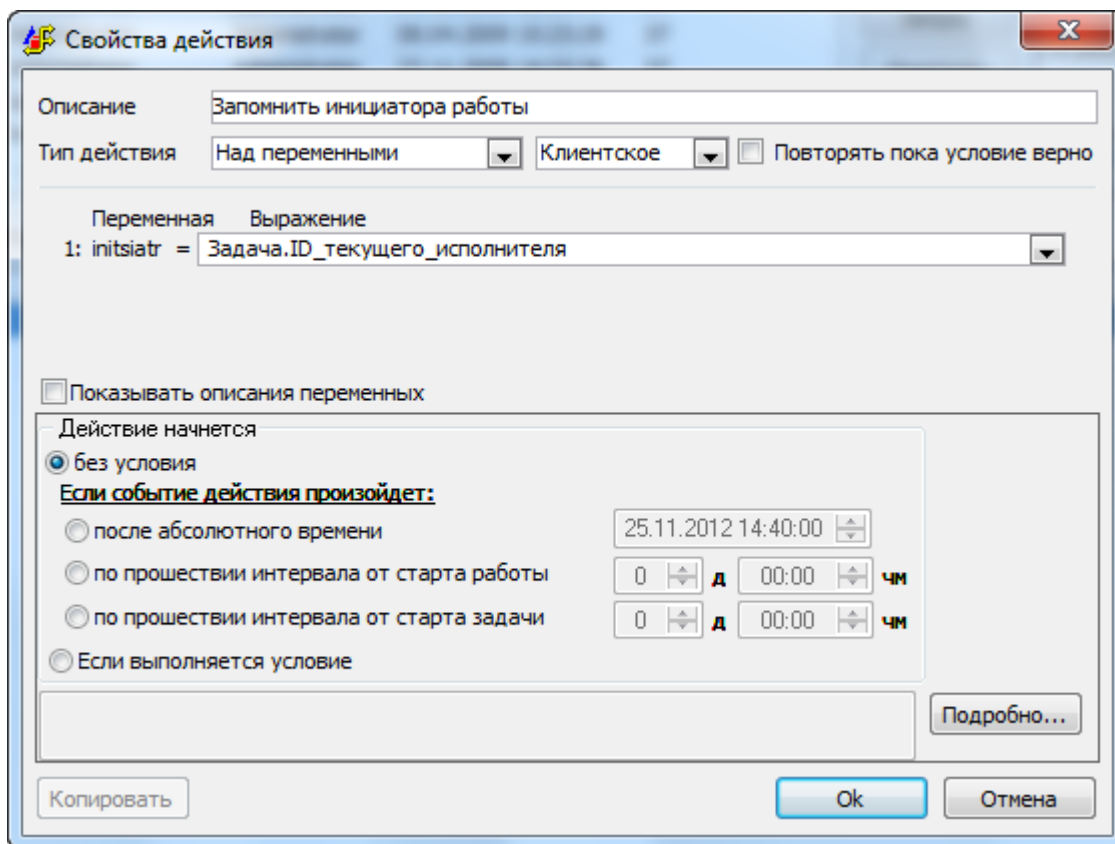 Свойства действия
Описание Запомнить инициатора работы
Тип действия Над переменными Клиентское Повторять пока условие верно
Переменная Выражение
1: initsiatr = Задача.ID_текущего_исполнителя
Показывать описания переменных
Действие начнется
без условия
Если событие действия произойдет:
после абсолютного времени 25.11.2012 14:40:00
по прошествии интервала от старта работы 0 д 00:00 чм
по прошествии интервала от старта задачи 0 д 00:00 чм
Если выполняется условие
Подробно...
Копировать Ok Отмена